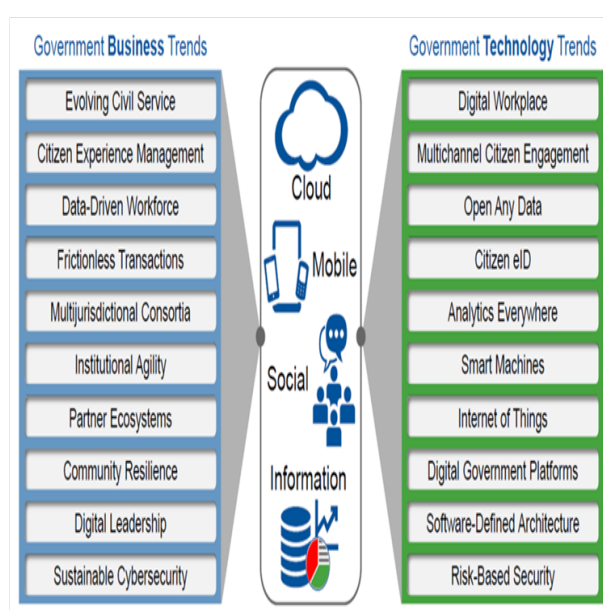 Government Business Trends
Evolving Civil Service
Citizen Experience Management
Data-Driven Workforce
Frictionless Transactions
Multijurisdictional Consortia
Institutional Agility
Partner Ecosystems
Community Resilience
Digital Leadership
Sustainable Cybersecurity
Cloud
Mobile
Social
Information
Government Technology Trends
Digital Workplace
Multichannel Citizen Engagement
Open Any Data
Citizen eID
Analytics Everywhere
Smart Machines
Internet of Things
Digital Government Platforms
Software-Defined Architecture
Risk-Based Security